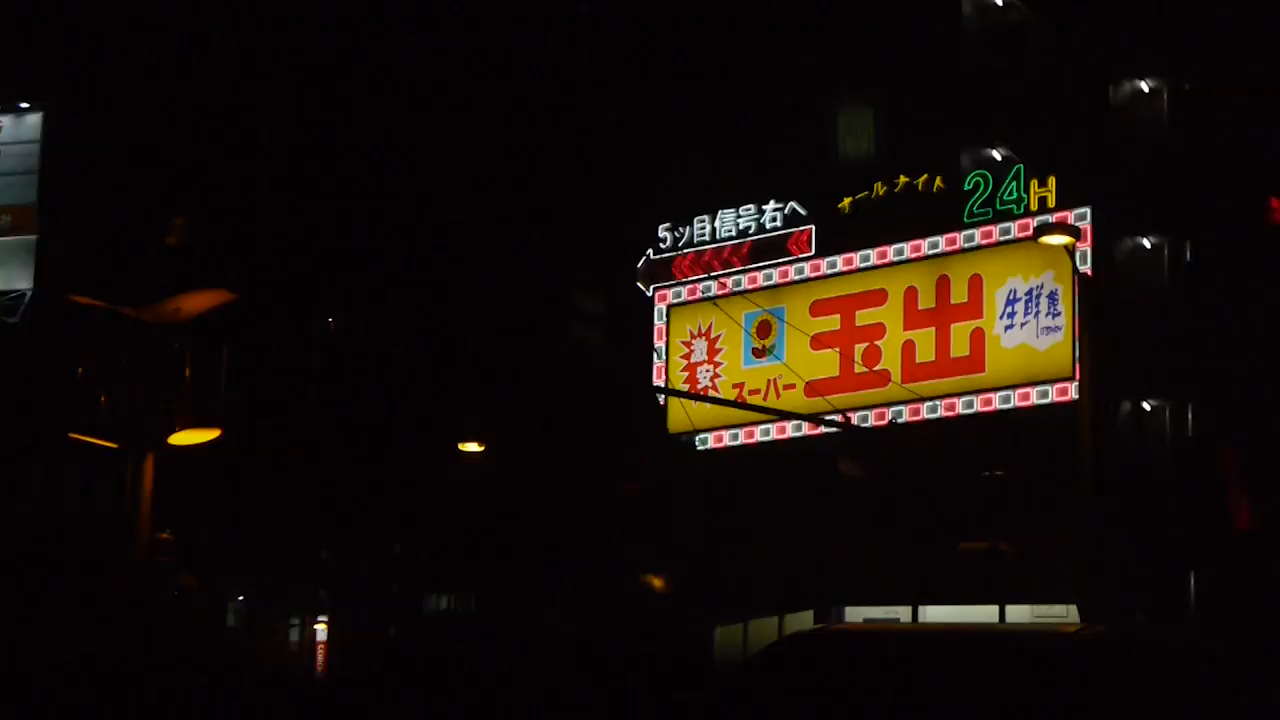 オールナイト 24H
5ッ目信号右へ
激安
スーパー 玉出
生鮮館